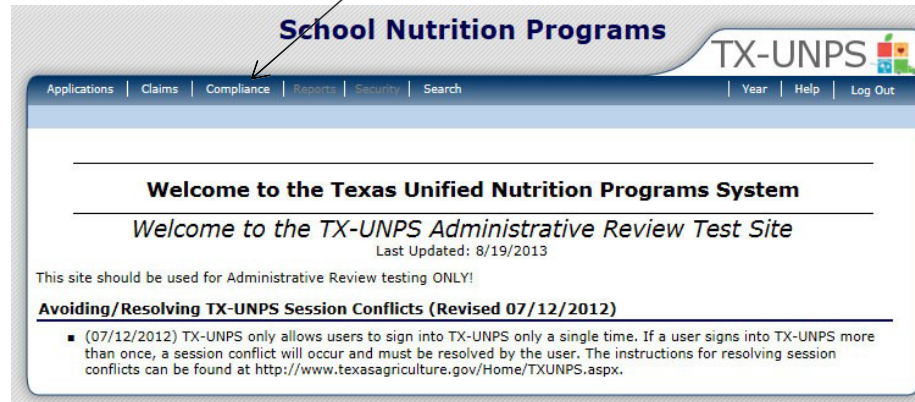 School Nutrition Programs
TX-UNPS
Applications | Claims | Compliance | Reports | Security | Search | Year | Help | Log Out
Welcome to the Texas Unified Nutrition Programs System
Welcome to the TX-UNPS Administrative Review Test Site
Last Updated: 8/19/2013
This site should be used for Administrative Review testing ONLY!
Avoiding/Resolving TX-UNPS Session Conflicts (Revised 07/12/2012)
▪ (07/12/2012) TX-UNPS only allows users to sign into TX-UNPS only a single time. If a user signs into TX-UNPS more
than once, a session conflict will occur and must be resolved by the user. The instructions for resolving session
conflicts can be found at http://www.texasagriculture.gov/Home/TXUNPS.aspx.